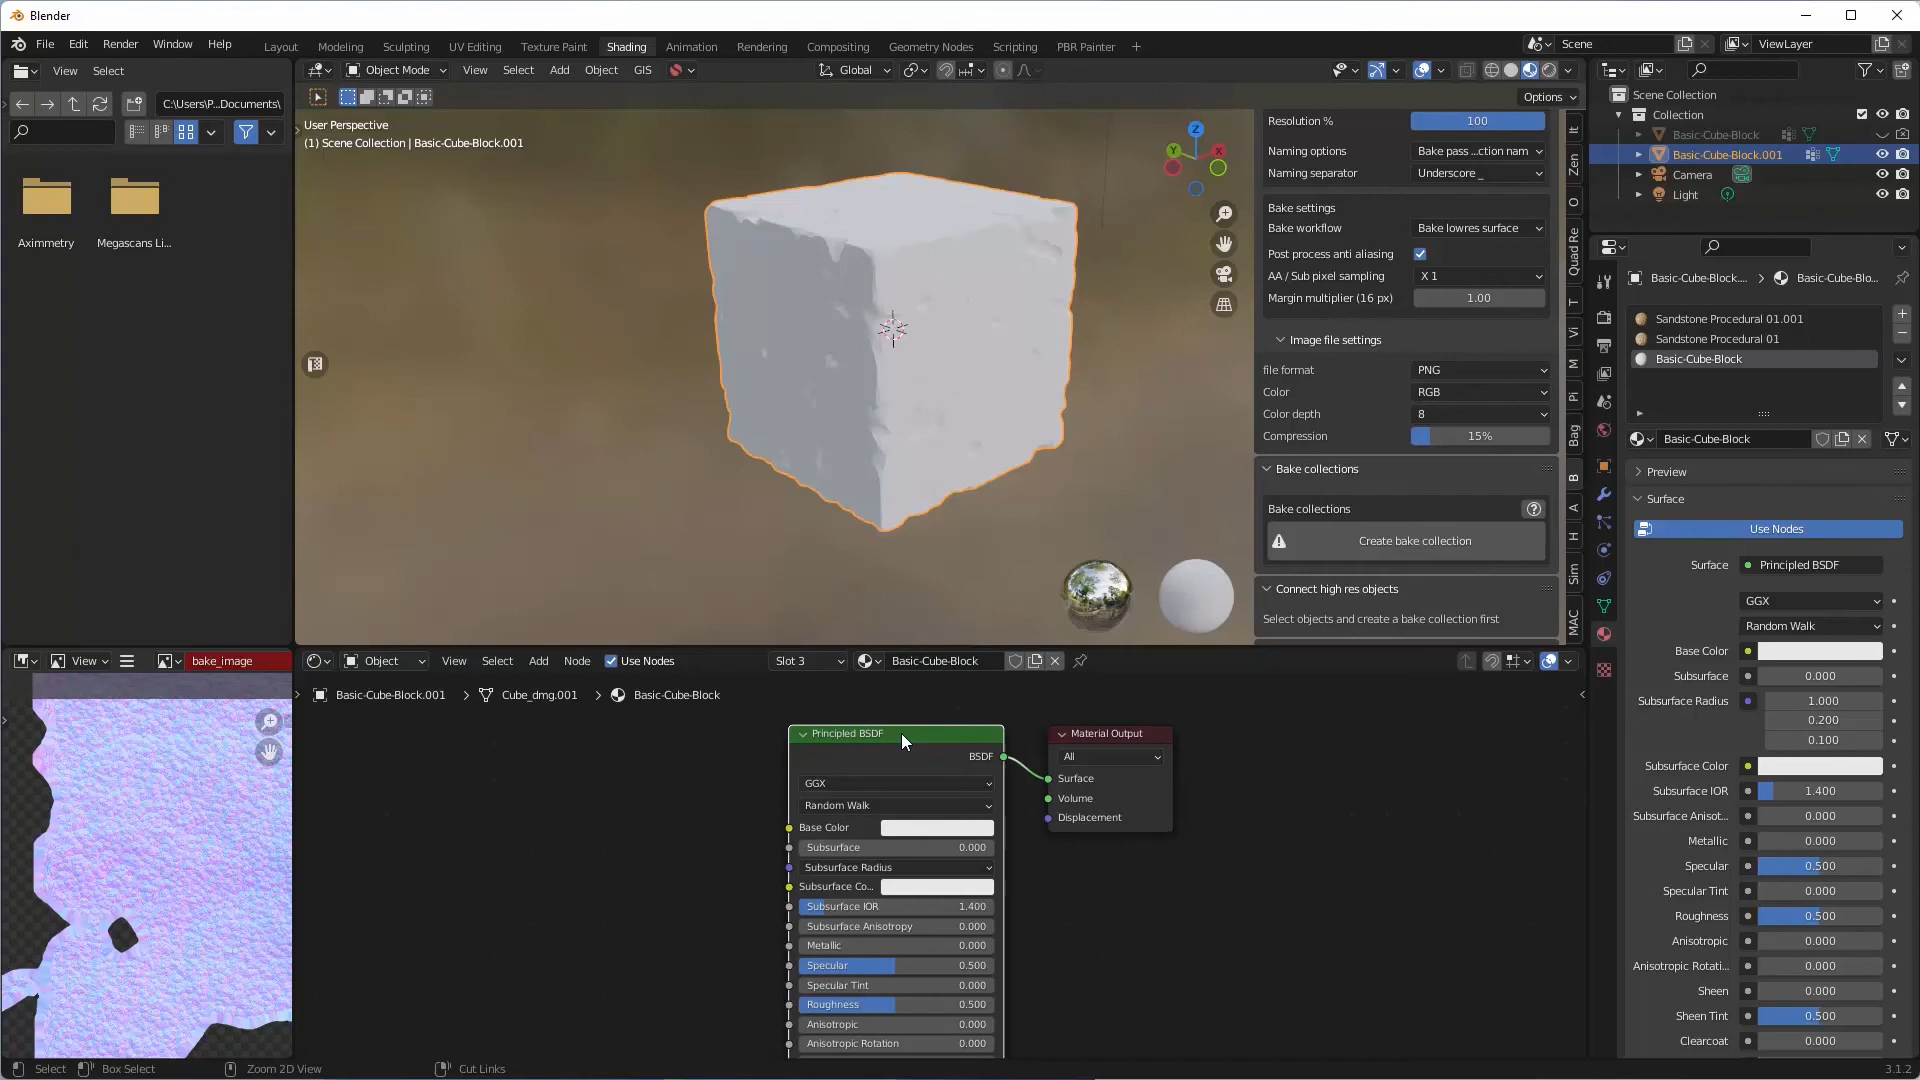 Blender
File Edit Render Window Help
Layout Modeling Sculpting UV Editing Texture Paint Shading Animation Rendering Compositing Geometry Nodes Scripting PBR Painter +
Scene
ViewLayer
View Select
Object Mode View Select Add Object GIS
Global
C:\Users\P...Documents\
Options
User Perspective
(1) Scene Collection | Basic-Cube-Block.001
Aximmetry
Megascans Li...
Z
Y
X
Resolution % 100
Naming options Bake pass ...ction nam
Naming separator Underscore _
Bake settings
Bake workflow Bake lowres surface
Post process anti aliasing
AA / Sub pixel sampling X 1
Margin multiplier (16 px) 1.00
Image file settings
file format PNG
Color RGB
Color depth 8
Compression 15%
Bake collections
Bake collections
Create bake collection
Connect high res objects
Select objects and create a bake collection first
It
Zen
O
Quad Re
T
Vi
M
Pi
Bag
B
A
H
Sim
MAC
Scene Collection
Collection
Basic-Cube-Block
Basic-Cube-Block.001
Camera
Light
Basic-Cube-Block.... > Basic-Cube-Blo...
Sandstone Procedural 01.001
Sandstone Procedural 01
Basic-Cube-Block
Basic-Cube-Block
Preview
Surface
Use Nodes
Surface Principled BSDF
GGX
Random Walk
Base Color
Subsurface 0.000
Subsurface Radius 1.000
0.200
0.100
Subsurface Color
Subsurface IOR 1.400
Subsurface Anisot... 0.000
Metallic 0.000
Specular 0.500
Specular Tint 0.000
Roughness 0.500
Anisotropic 0.000
Anisotropic Rotati... 0.000
Sheen 0.000
Sheen Tint 0.500
Clearcoat 0.000
View
bake_image
Object View Select Add Node Use Nodes Slot 3 Basic-Cube-Block
Basic-Cube-Block.001 > Cube_dmg.001 > Basic-Cube-Block
Principled BSDF
BSDF
GGX
Random Walk
Base Color
Subsurface 0.000
Subsurface Radius
Subsurface Co...
Subsurface IOR 1.400
Subsurface Anisotropy 0.000
Metallic 0.000
Specular 0.500
Specular Tint 0.000
Roughness 0.500
Anisotropic 0.000
Anisotropic Rotation 0.000
Material Output
All
Surface
Volume
Displacement
Select Box Select Zoom 2D View Cut Links 3.1.2